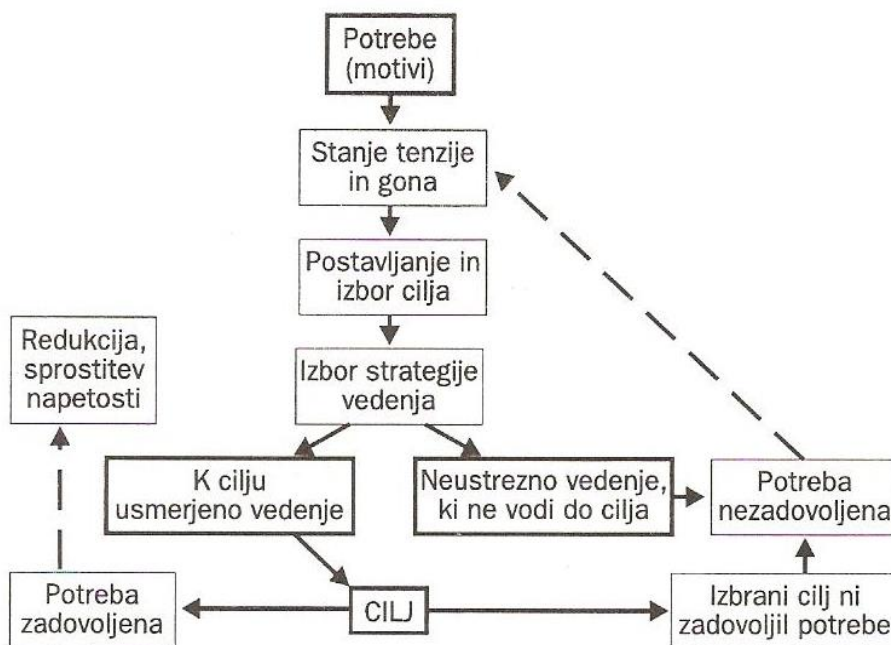 Potrebe
(motivi)
Stanje tenzije
in gona
Postavljanje in
izbor cilja
Redukcija,
sprostitev
napetosti
Izbor strategije
vedenja
K cilju
usmerjeno vedenje
Neustrezno vedenje,
ki ne vodi do cilja
Potreba
nezadovoljena
Potreba
zadovoljena
CILJ
Izbrani cilj ni
zadovoljil potrebe